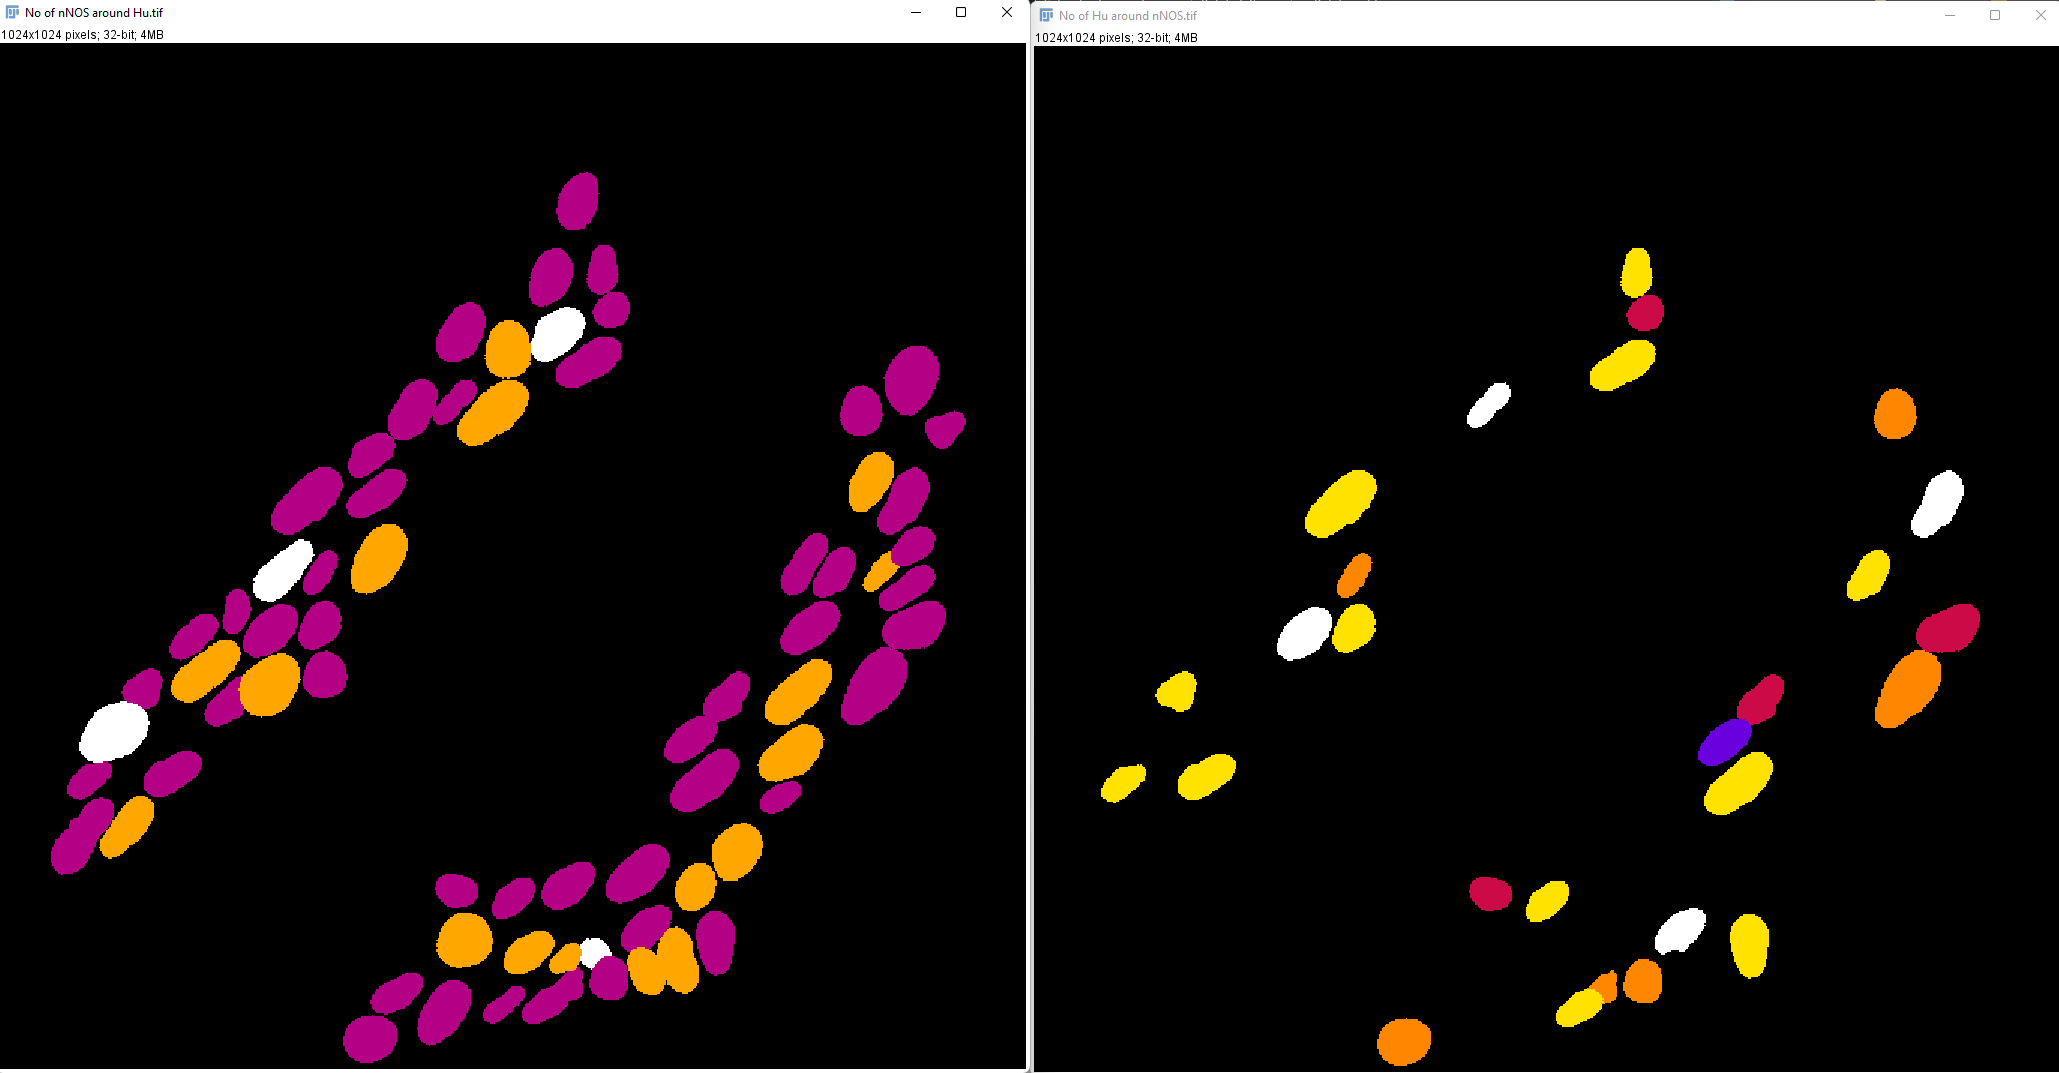 No of nNOS around Hu.tif
1024x1024 pixels; 32-bit; 4MB
No of Hu around nNOS.tif
1024x1024 pixels; 32-bit; 4MB